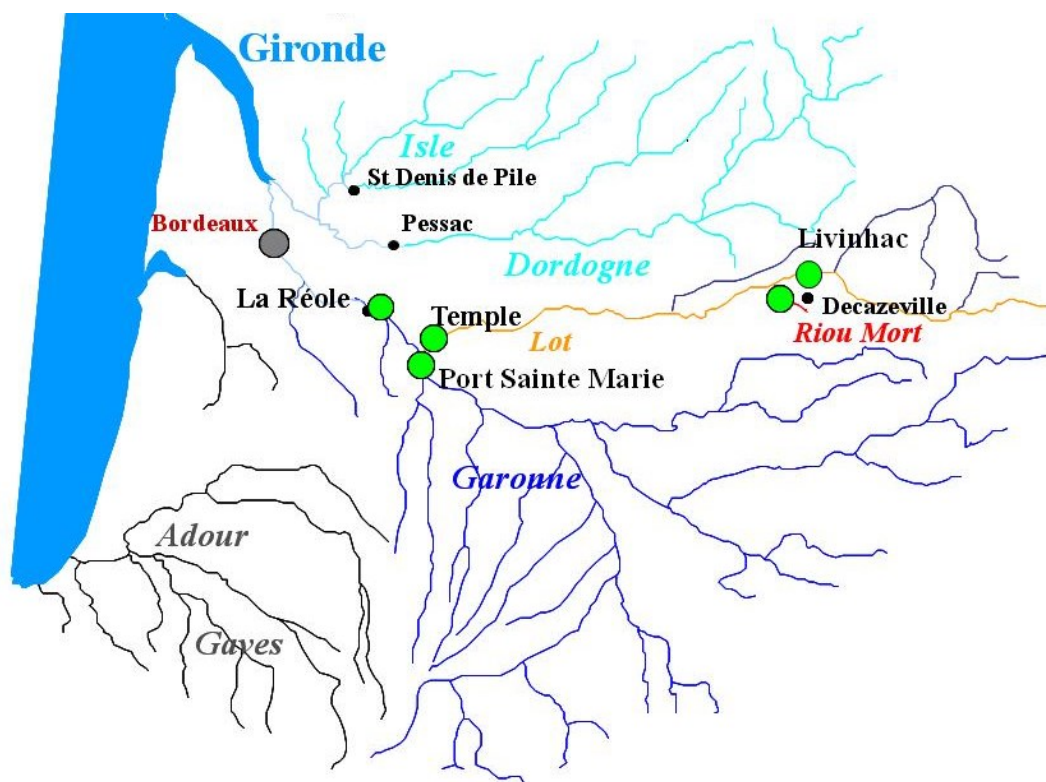 Gironde
Isle
St Denis de Pile
Bordeaux
Pessac
Livinhac
Dordogne
La Réole
Temple
Decazeville
Lot
Riou Mort
Port Sainte Marie
Garonne
Adour
Gaves